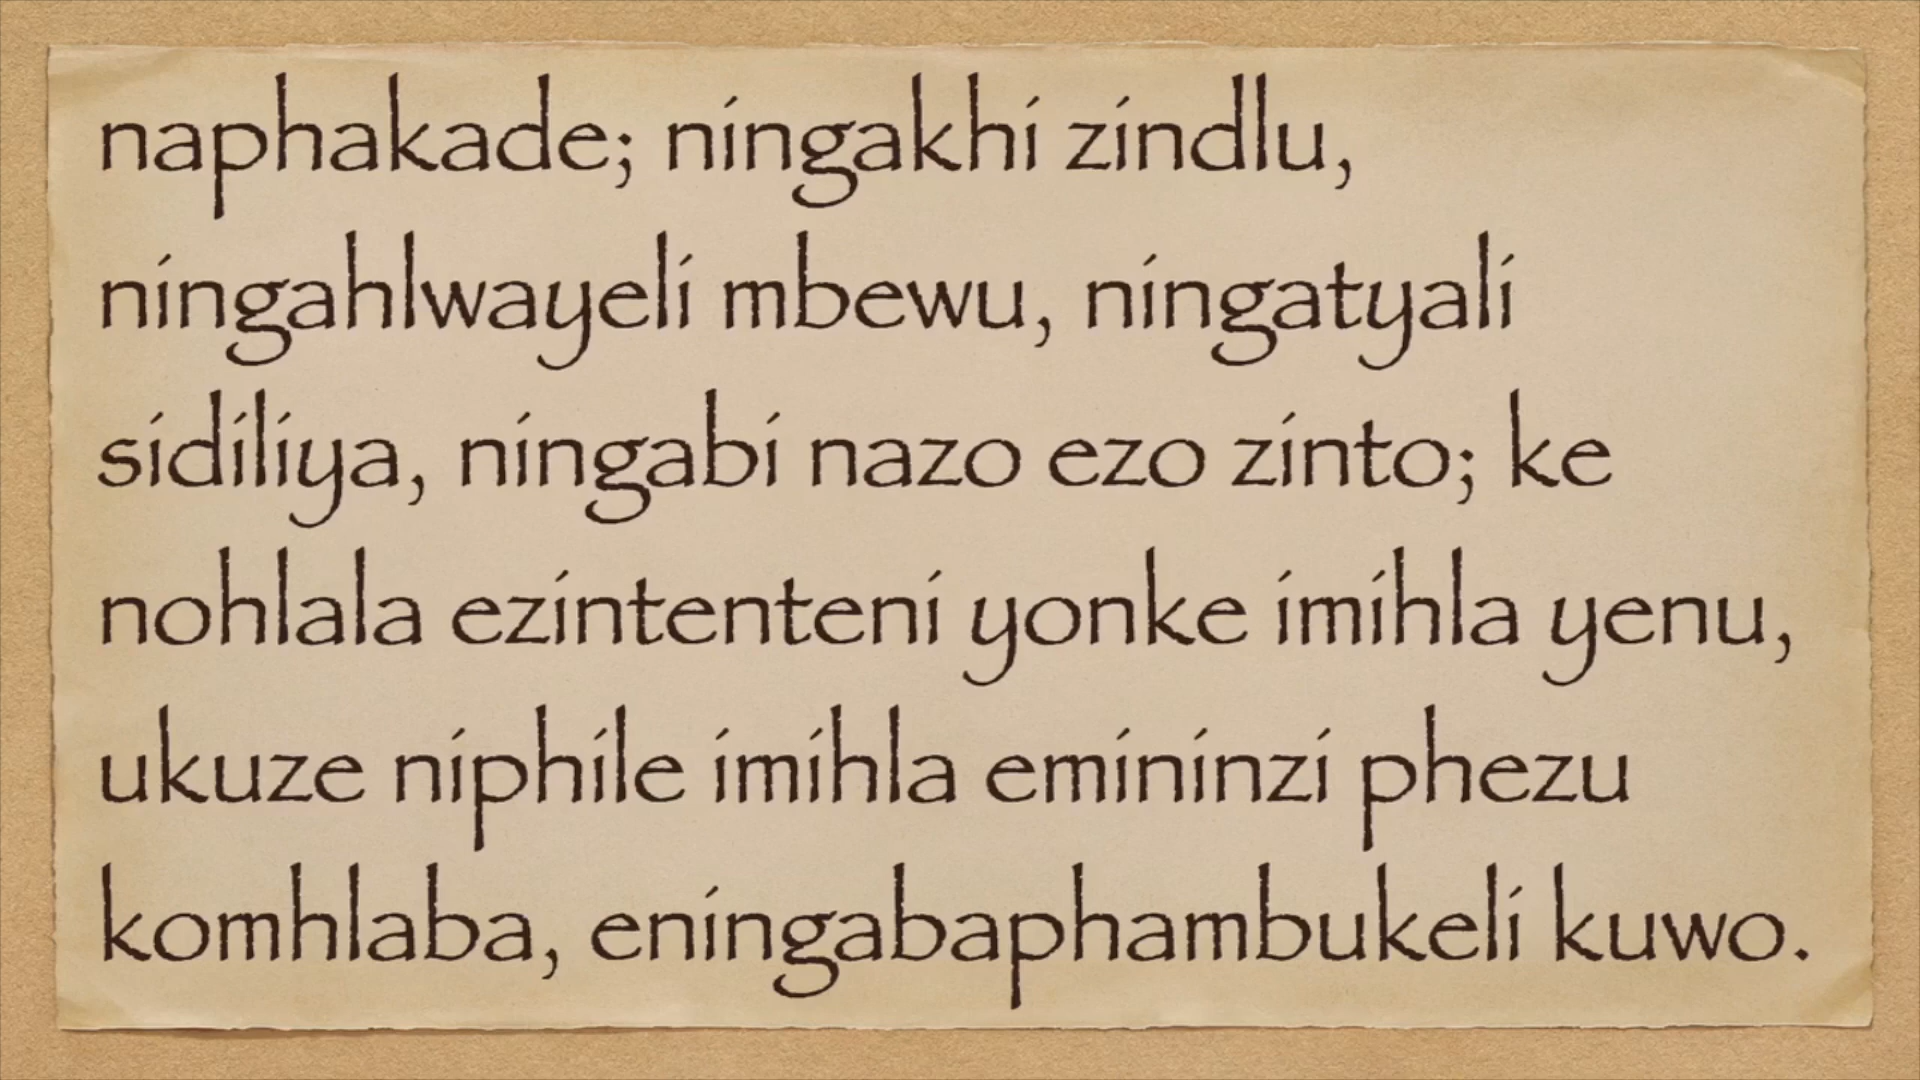 naphakade; ningakhi zindlu,
ningahlwayeli mbewu, ningatyali
sidiliya, ningabi nazo ezo zinto; ke
nohlala ezintenteni yonke imihla yenu,
ukuze niphile imihla emininzi phezu
komhlaba, eningabaphambukeli kuwo.